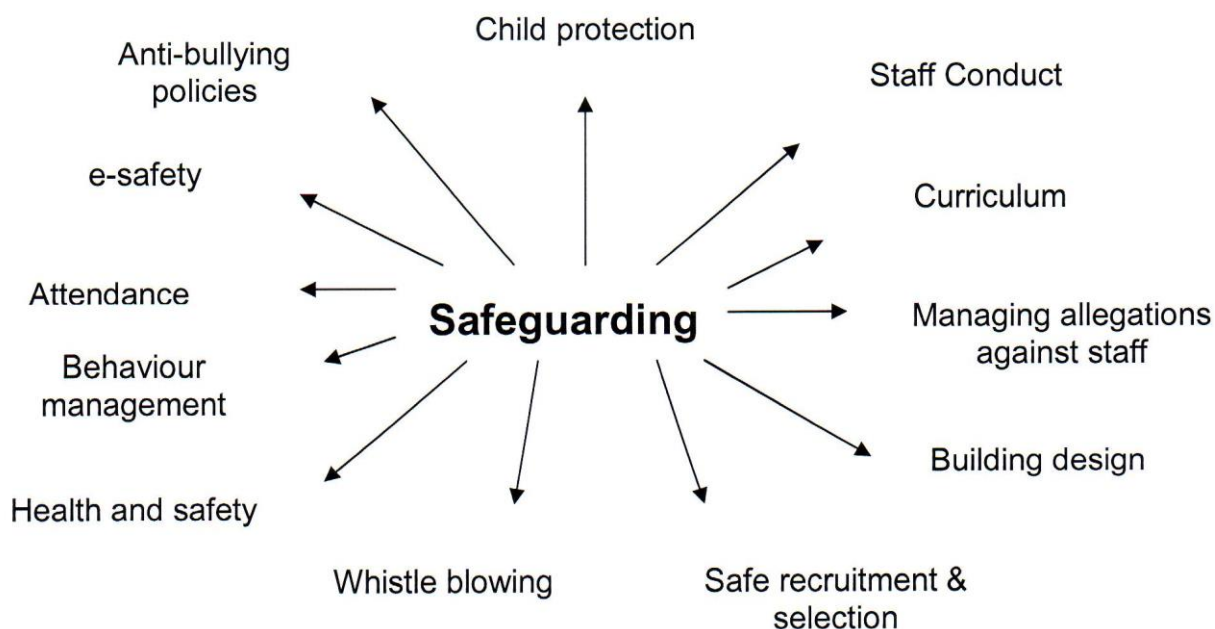 Child protection
Anti-bullying
policies
Staff Conduct
e-safety
Curriculum
Attendance
Safeguarding
Managing allegations
against staff
Behaviour
management
Building design
Health and safety
Whistle blowing
Safe recruitment &
selection